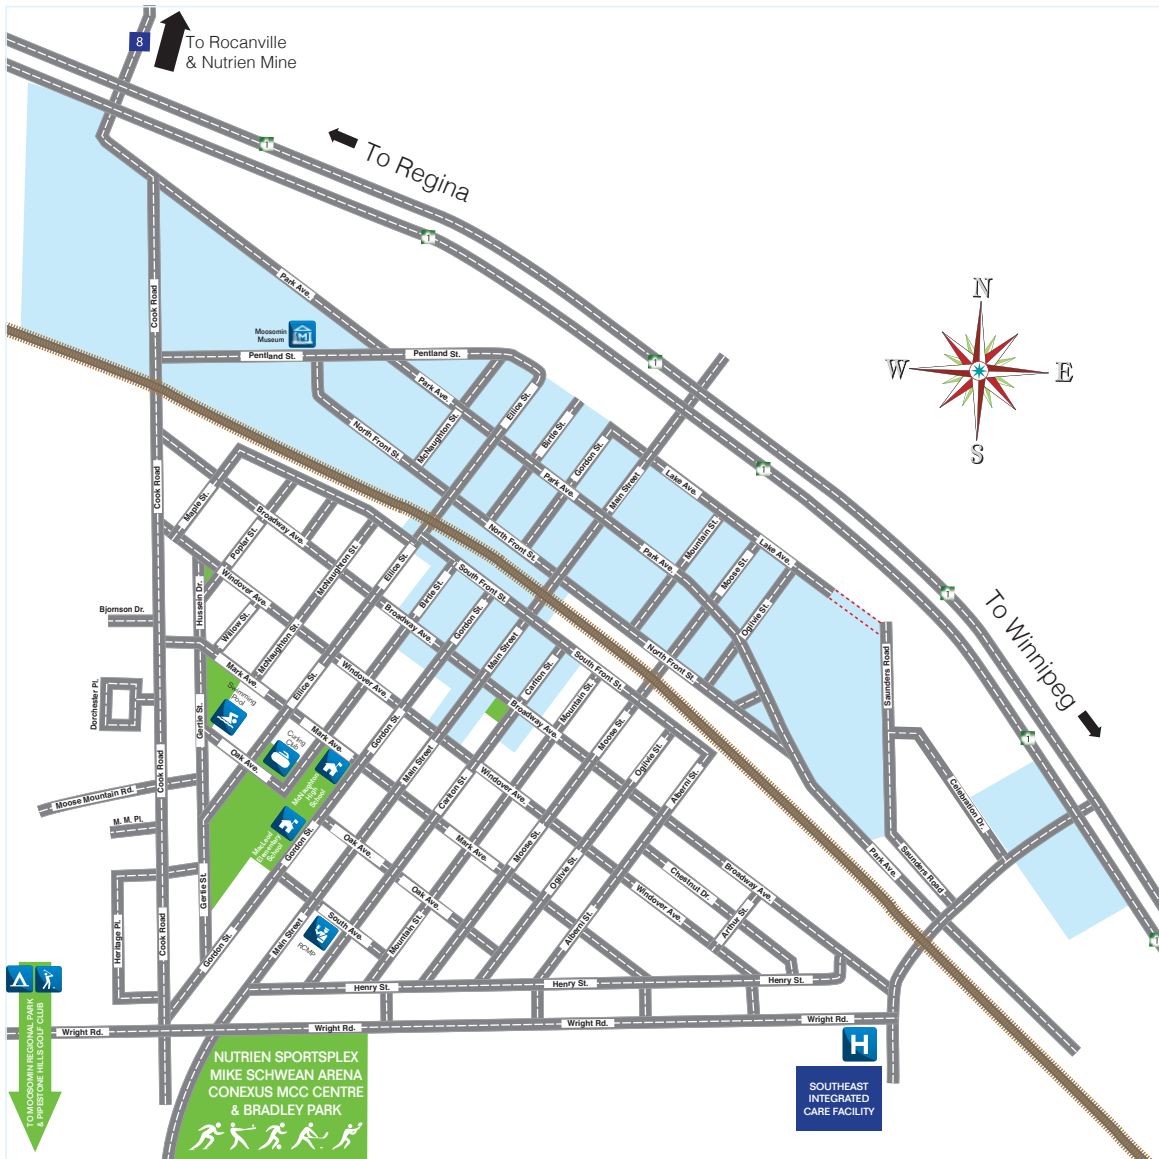 8
To Rocanville
& Nutrien Mine
1
To Regina
1
N
W
E
S
Park Ave.
Cook Road
Moosomin
Museum
M
Pentland St.
Pentland St.
1
Park Ave.
Ellice St.
McNaughton St.
North Front St.
Birtle St.
Gordon St.
Main Street
Lake Ave.
Park Ave.
1
Cook Road
Maple St.
Broadway Ave.
Poplar St.
McNaughton St.
Ellice St.
North Front St.
Park Ave.
Mountain St.
Moose St.
Lake Ave.
Ogilvie St.
1
To Winnipeg
1
1
South Front St.
Birtle St.
Gordon St.
Broadway Ave.
Main Street
Windover Ave.
Hussein Dr.
Bjornson Dr.
Willow St.
McNaughton St.
Mark Ave.
Ellice St.
Windover Ave.
Carlton St.
South Front St.
Mountain St.
North Front St.
Saunders Road
Dorchester Pl.
Gertie St.
Swimming
Pool
Curling
Club
Mark Ave.
Gordon St.
Main Street
Broadway Ave.
Moose St.
Ogilvie St.
Alberni St.
Oak Ave.
Cook Road
McNaughton
High
School
Carlton St.
Windover Ave.
Moose Mountain Rd.
M. M. Pl.
MacLeod
Elementary
School
Gordon St.
Oak Ave.
Mark Ave.
Moose St.
Ogilvie St.
Celebration Dr.
Park Ave.
Saunders Road
Gertie St.
Heritage Pl.
Cook Road
Gordon St.
Main Street
South Ave.
RCMP
Oak Ave.
Mountain St.
Alberni St.
Chestnut Dr.
Broadway Ave.
Windover Ave.
Arthur St.
Henry St.
Henry St.
Henry St.
Wright Rd.
Wright Rd.
Wright Rd.
Wright Rd.
TO MOOSOMIN REGIONAL PARK
& PIPESTONE HILLS GOLF CLUB
NUTRIEN SPORTSPLEX
MIKE SCHWEAN ARENA
CONEXUS MCC CENTRE
& BRADLEY PARK
H
SOUTHEAST
INTEGRATED
CARE FACILITY